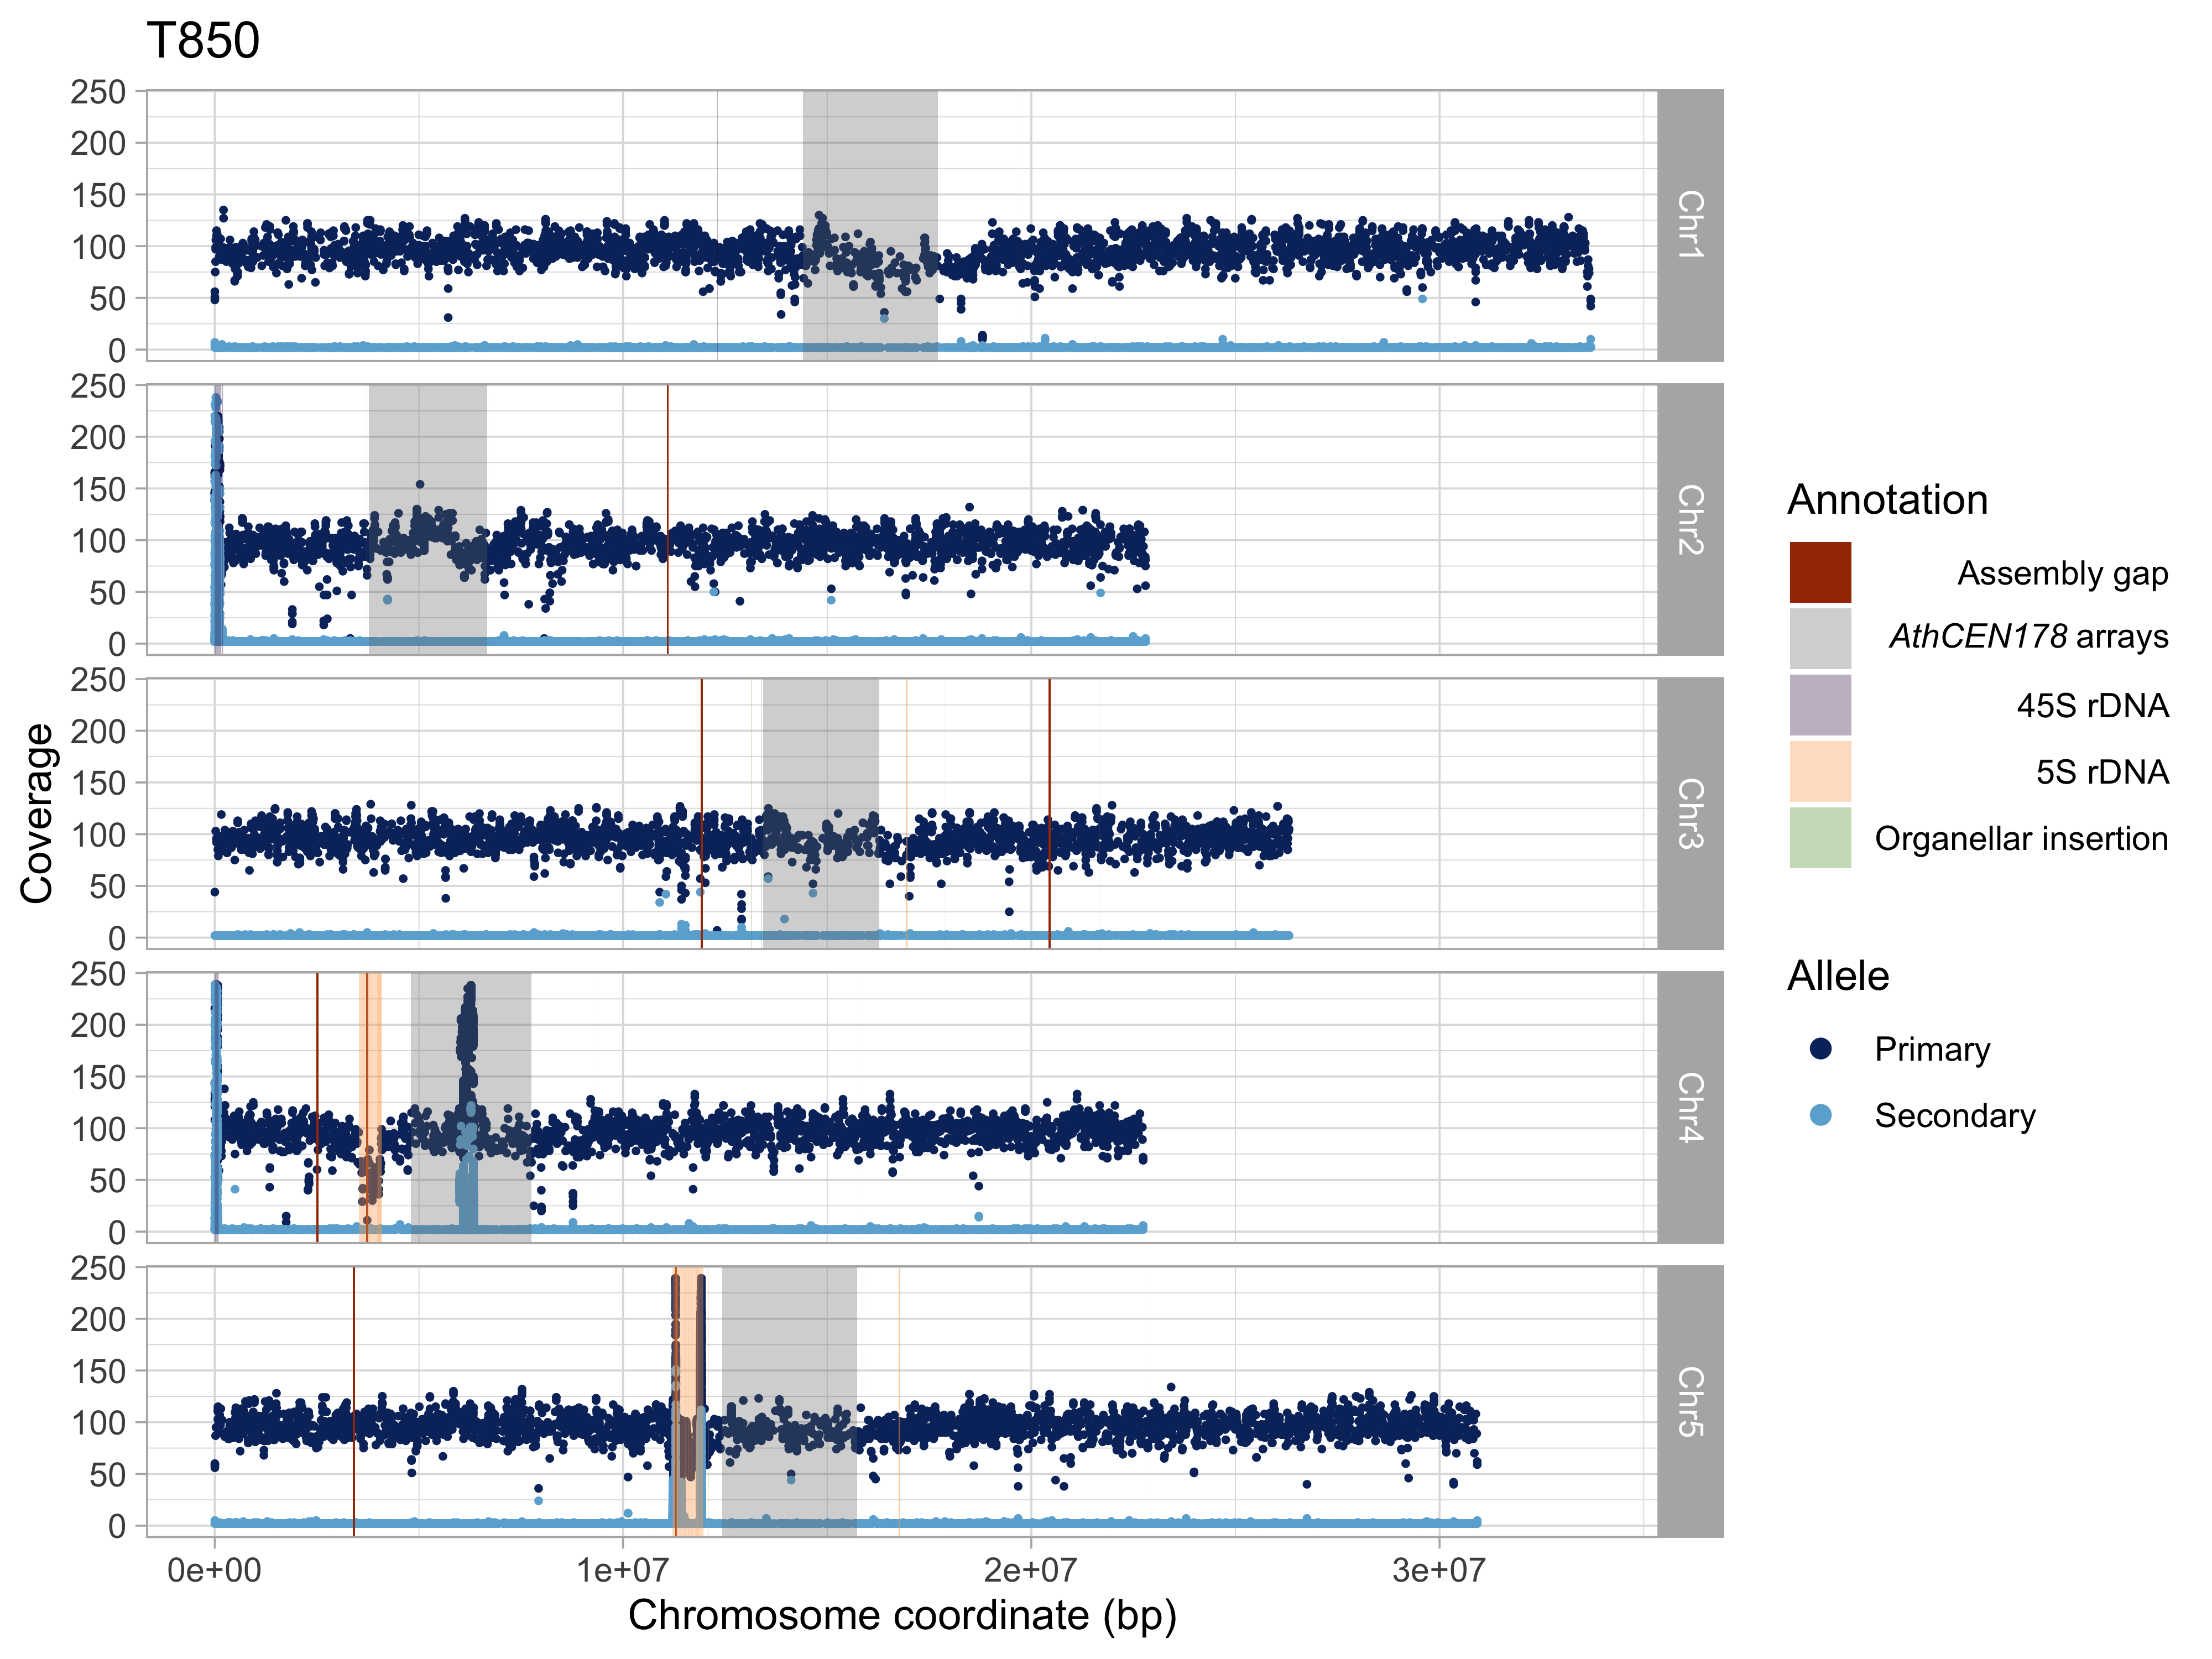 T850
250
200
150
100
50
0
Chr1
250
200
150
100
50
0
Chr2
250
200
150
100
50
0
Chr3
250
200
150
100
50
0
Chr4
250
200
150
100
50
0
Chr5
0e+00 1e+07 2e+07 3e+07
Chromosome coordinate (bp)
Coverage
Annotation
Assembly gap
AthCEN178 arrays
45S rDNA
5S rDNA
Organellar insertion
Allele
Primary
Secondary